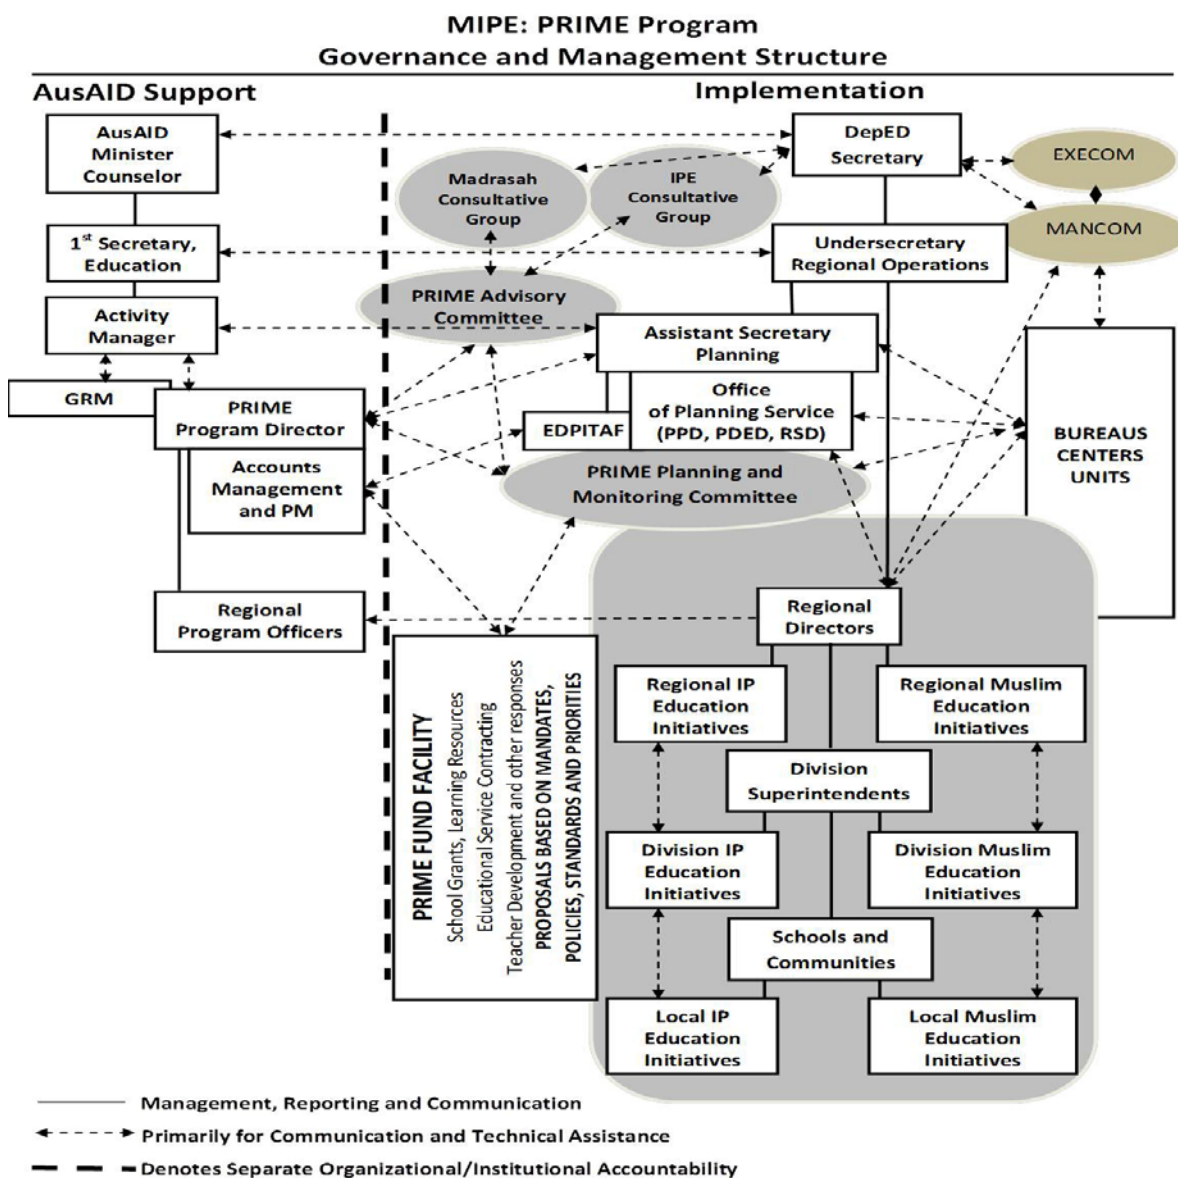 MIPE: PRIME Program
Governance and Management Structure
AusAID Support
Implementation
AusAID
Minister
Counselor
DepED
Secretary
EXECOM
Madrasah
Consultative
Group
IPE
Consultative
Group
MANCOM
1st Secretary,
Education
Undersecretary
Regional Operations
PRIME Advisory
Committee
Activity
Manager
Assistant Secretary
Planning
GRM
PRIME
Program Director
Office
of Planning Service
(PPD, PDED, RSD)
EDPITAF
BUREAUS
CENTERS
UNITS
Accounts
Management
and PM
PRIME Planning and
Monitoring Committee
Regional
Program Officers
Regional
Directors
PRIME FUND FACILITY
School Grants, Learning Resources
Educational Service Contracting
Teacher Development and other responses
PROPOSALS BASED ON MANDATES,
POLICIES, STANDARDS AND PRIORITIES
Regional IP
Education
Initiatives
Regional Muslim
Education
Initiatives
Division
Superintendents
Division IP
Education
Initiatives
Division Muslim
Education
Initiatives
Schools and
Communities
Local IP
Education
Initiatives
Local Muslim
Education
Initiatives
Management, Reporting and Communication
Primarily for Communication and Technical Assistance
Denotes Separate Organizational/Institutional Accountability